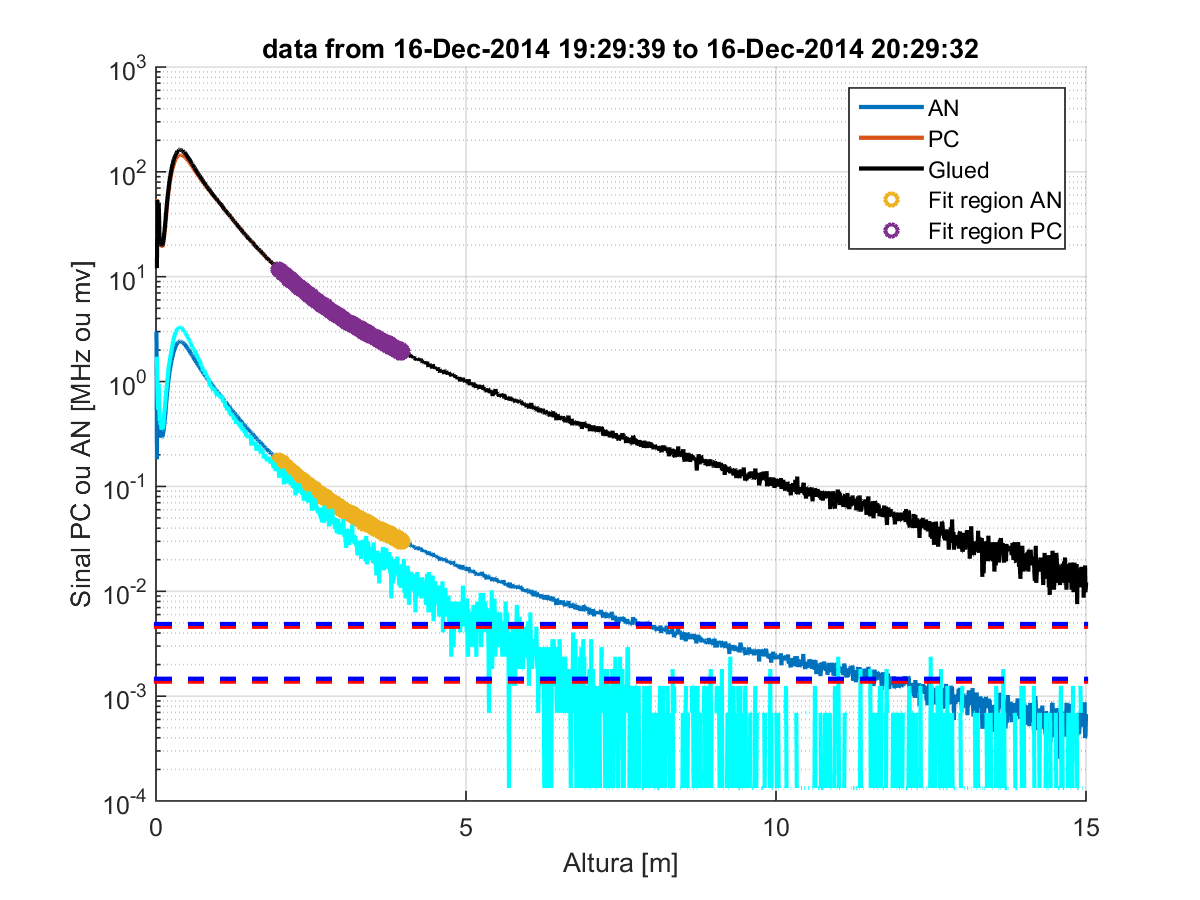 data from 16-Dec-2014 19:29:39 to 16-Dec-2014 20:29:32
Sinal PC ou AN [MHz ou mv]
10^3
10^2
10^1
10^0
10^-1
10^-2
10^-3
10^-4
AN
PC
Glued
Fit region AN
Fit region PC
0 5 10 15
Altura [m]